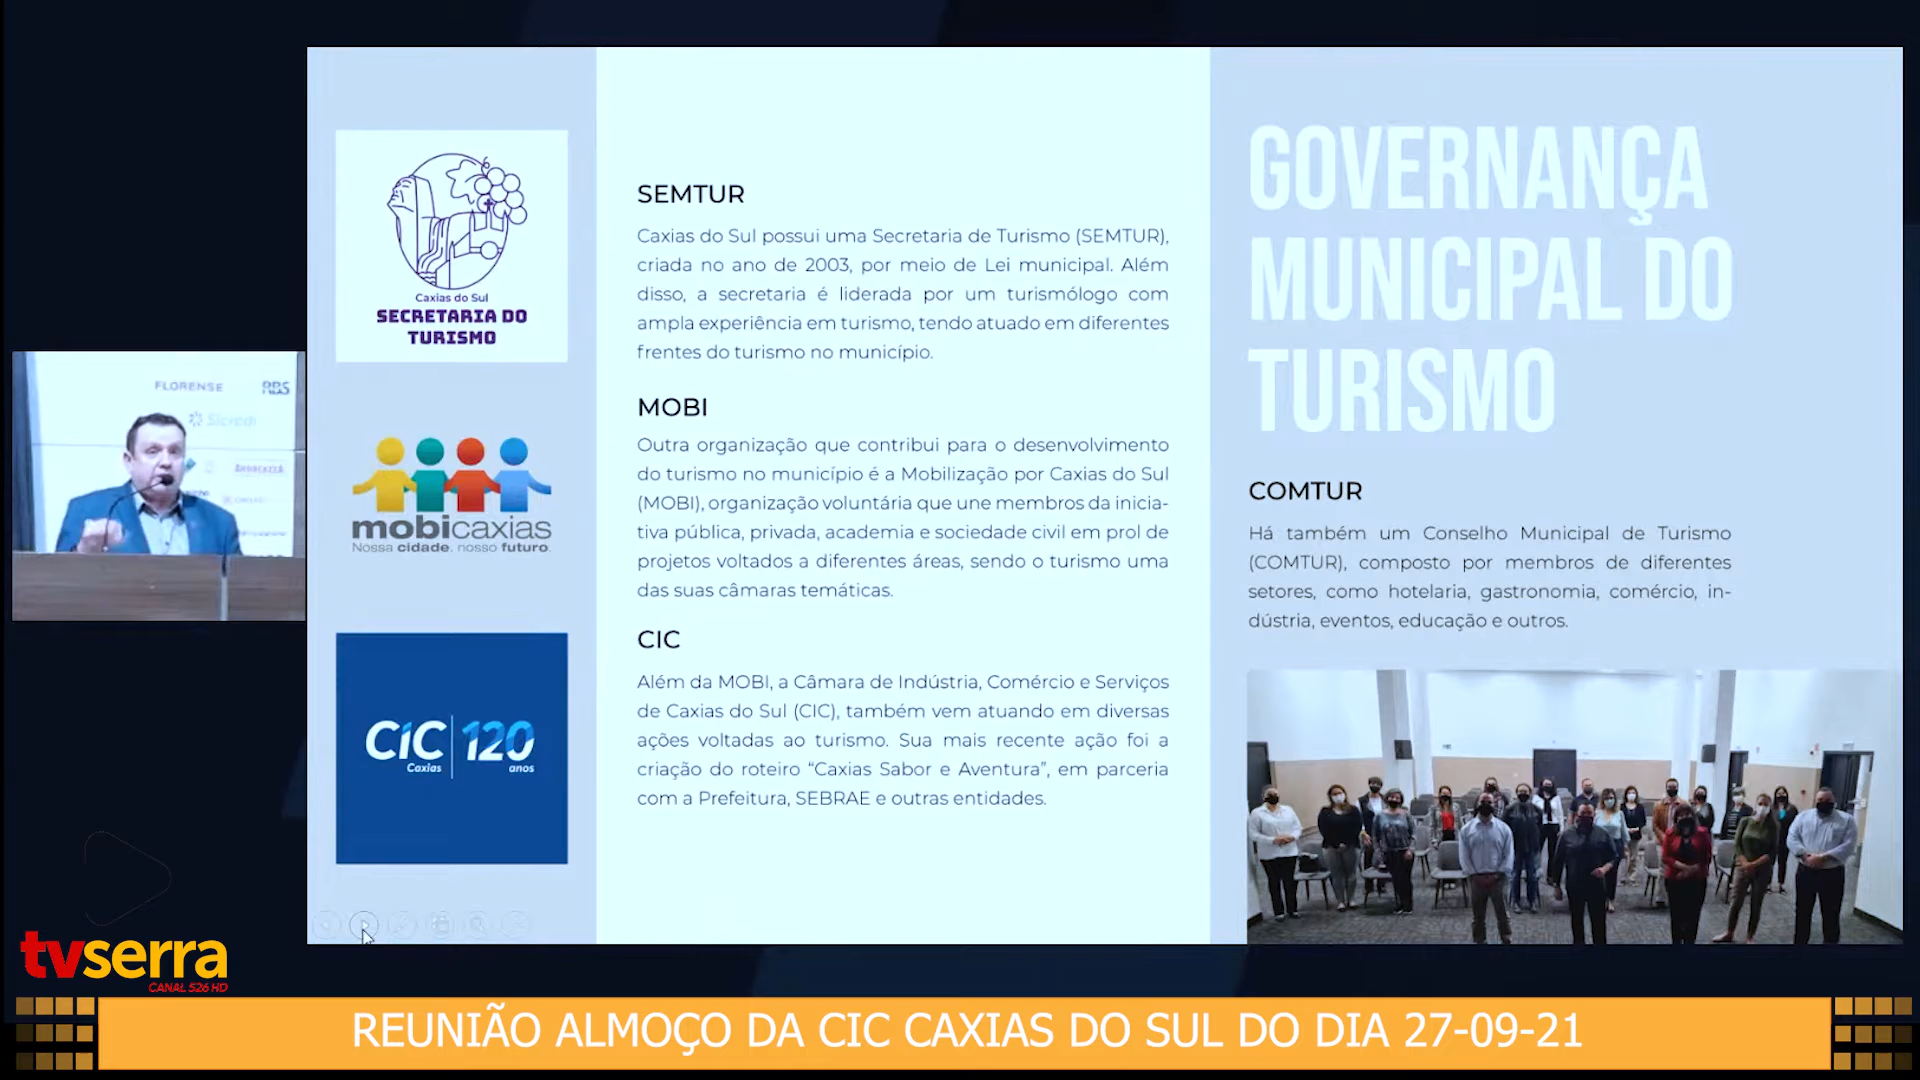 FLORENSE
RBS
Sicredi
Caxias do Sul
SECRETARIA DO
TURISMO
mobicaxias
Nossa cidade, nosso futuro.
CIC 120
Caxias anos
SEMTUR
Caxias do Sul possui uma Secretaria de Turismo (SEMTUR),
criada no ano de 2003, por meio de Lei municipal. Além
disso, a secretaria é liderada por um turismólogo com
ampla experiência em turismo, tendo atuado em diferentes
frentes do turismo no município.
MOBI
Outra organização que contribui para o desenvolvimento
do turismo no município é a Mobilização por Caxias do Sul
(MOBI), organização voluntária que une membros da inicia-
tiva pública, privada, academia e sociedade civil em prol de
projetos voltados a diferentes áreas, sendo o turismo uma
das suas câmaras temáticas.
CIC
Além da MOBI, a Câmara de Indústria, Comércio e Serviços
de Caxias do Sul (CIC), também vem atuando em diversas
ações voltadas ao turismo. Sua mais recente ação foi a
criação do roteiro “Caxias Sabor e Aventura”, em parceria
com a Prefeitura, SEBRAE e outras entidades.
GOVERNANÇA
MUNICIPAL DO
TURISMO
COMTUR
Há também um Conselho Municipal de Turismo
(COMTUR), composto por membros de diferentes
setores, como hotelaria, gastronomia, comércio, in-
dústria, eventos, educação e outros.
tvserra
CANAL 526 HD
REUNIÃO ALMOÇO DA CIC CAXIAS DO SUL DO DIA 27-09-21